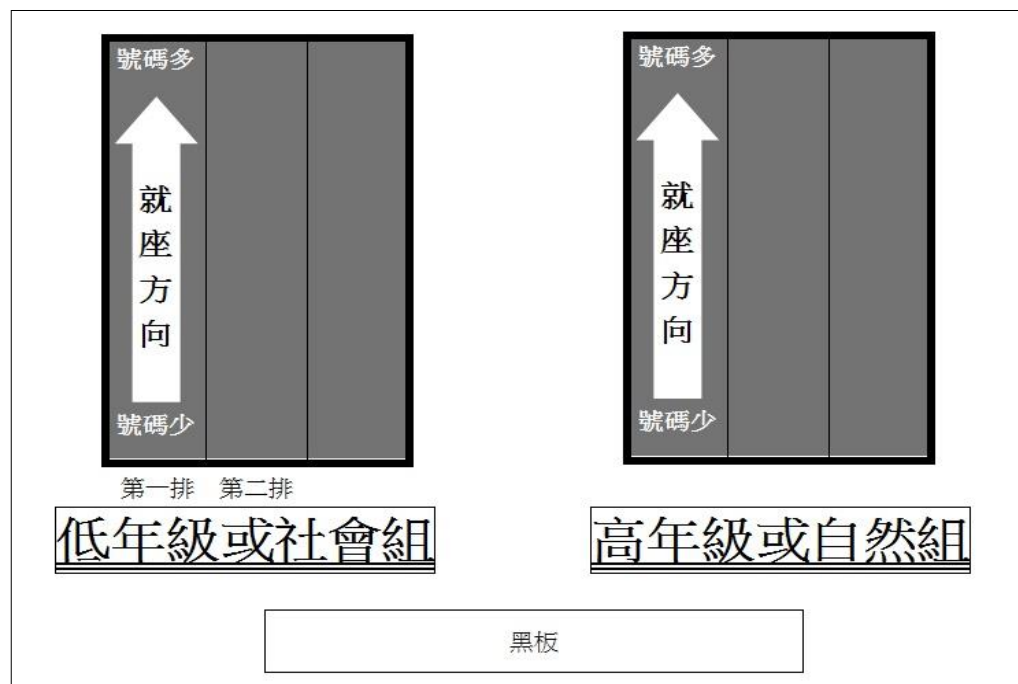 號碼多
就座方向
號碼少
第一排 第二排
低年級或社會組
號碼多
就座方向
號碼少
高年級或自然組
黑板